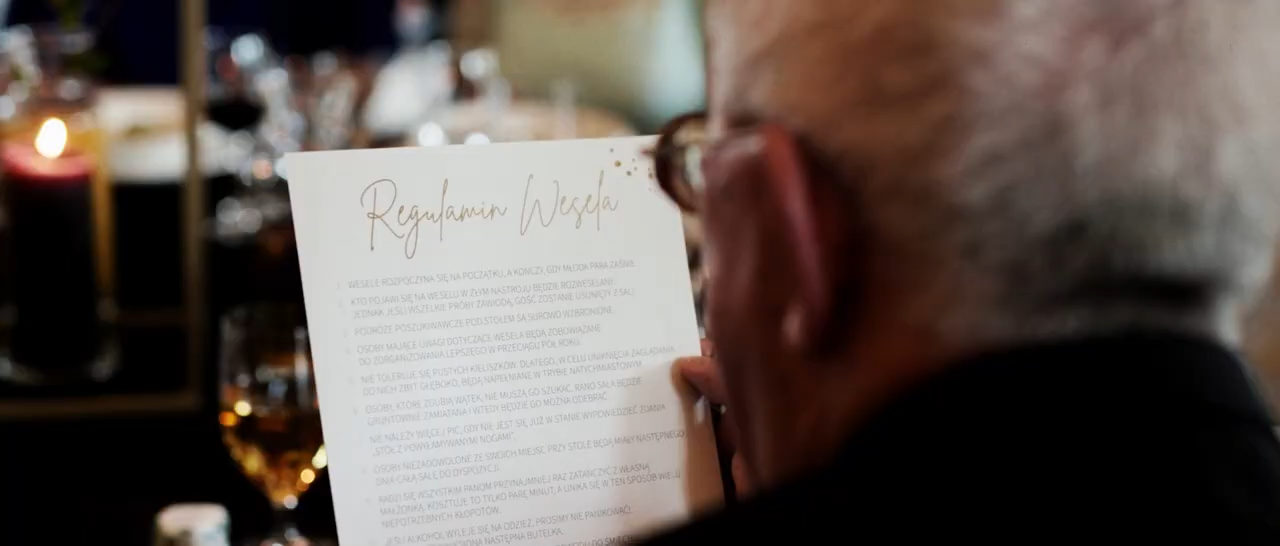 Regulamin Wesela
WESELE ROZPOCZYNA SIĘ NA POCZĄTKU, A KOŃCZY, GDY MŁODA PARA ZAŚNIE.
KTO POJAWI SIĘ NA WESELU W ZŁYM NASTROJU BĘDZIE ROZWESELANY.
JEDNAK JEŚLI WSZELKIE PRÓBY ZAWIODĄ, GOŚĆ ZOSTANIE USUNIĘTY Z SALI.
PODRÓŻE POSZUKIWAWCZE POD STOŁEM SĄ SUROWO WZBRONIONE.
OSOBY MAJĄCE UWAGI DOTYCZĄCE WESELA BĘDĄ ZOBOWIĄZANE
DO ZORGANIZOWANIA LEPSZEGO W PRZECIĄGU PÓŁ ROKU.
NIE TOLERUJE SIĘ PUSTYCH KIELISZKÓW, DLATEGO, W CELU UNIKNIĘCIA ZAGLĄDANIA
DO NICH ZBYT GŁĘBOKO, BĘDĄ NAPEŁNIANE W TRYBIE NATYCHMIASTOWYM.
OSOBY, KTÓRE ZGUBIĄ WĄTEK, NIE MUSZĄ GO SZUKAĆ, RANO SALA BĘDZIE
GRUNTOWNIE ZAMIATANA I WTEDY BĘDZIE GO MOŻNA ODEBRAĆ.
NIE NALEŻY WIĘCEJ PIĆ, GDY NIE JEST SIĘ JUŻ W STANIE WYPOWIEDZIEĆ ZDANIA
„STÓŁ Z POWYŁAMYWANYMI NOGAMI".
OSOBY NIEZADOWOLONE ZE SWOICH MIEJSC PRZY STOLE BĘDĄ MIAŁY NASTĘPNEGO
DNIA CAŁĄ SALĘ DO DYSPOZYCJI.
RADZI SIĘ WSZYSTKIM PANOM PRZYNAJMNIEJ RAZ ZATAŃCZYĆ Z WŁASNĄ
MAŁŻONKĄ, KOSZTUJE TO TYLKO PARĘ MINUT, A UNIKA SIĘ W TEN SPOSÓB
NIEPOTRZEBNYCH KŁOPOTÓW.
JEŚLI ALKOHOL WYLEJE SIĘ NA ODZIEŻ, PROSIMY NIE PANIKOWAĆ!
NASTĘPNA BUTELKA.